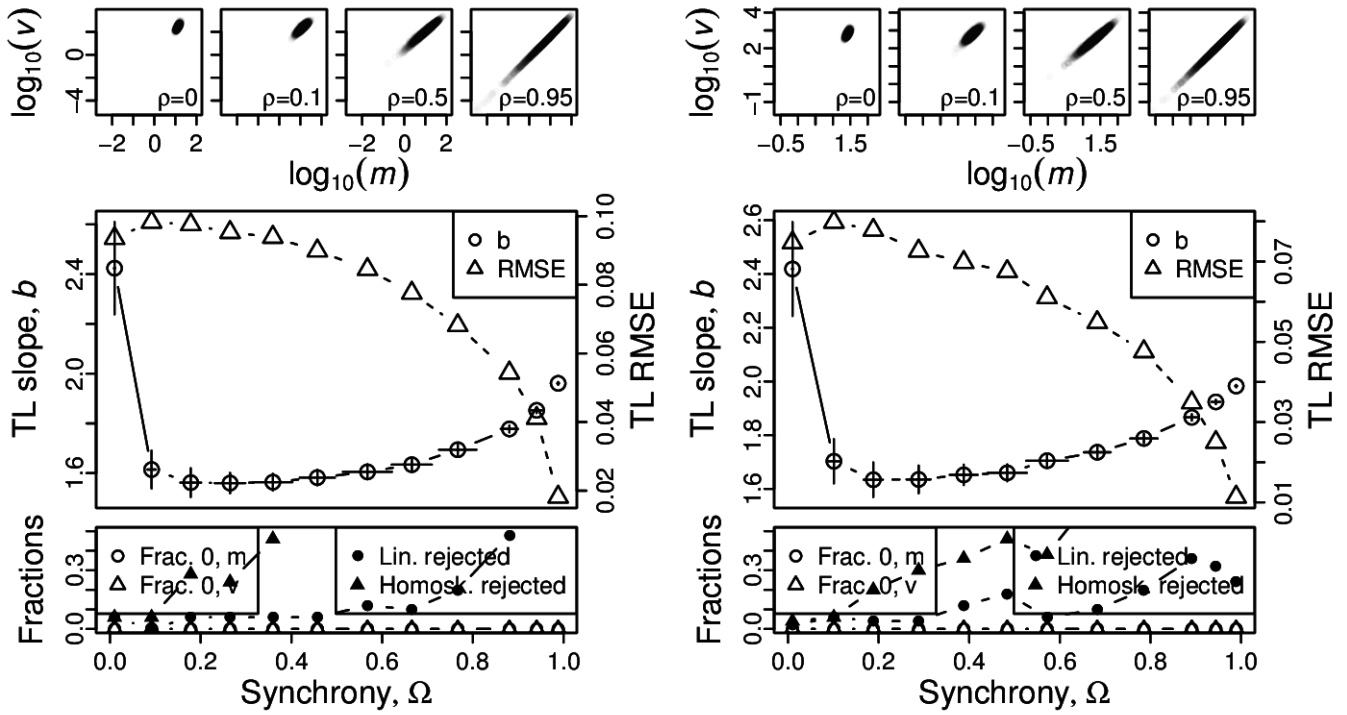 log10(v)
0
−4
ρ=0
ρ=0.1
ρ=0.5
ρ=0.95
−2 0 2
−2 0 2
log10(m)
TL slope, b
1.6 2.0 2.4
b
RMSE
0.02 0.04 0.06 0.08 0.10
TL RMSE
Fractions
0.0 0.3
Frac. 0, m
Frac. 0, v
Lin. rejected
Homosk. rejected
0.0 0.2 0.4 0.6 0.8 1.0
Synchrony, Ω
log10(v)
4
2
−1
ρ=0
ρ=0.1
ρ=0.5
ρ=0.95
−0.5 1.5
−0.5 1.5
log10(m)
TL slope, b
1.6 1.8 2.0 2.2 2.4 2.6
b
RMSE
0.01 0.03 0.05 0.07
TL RMSE
Fractions
0.0 0.3
Frac. 0, m
Frac. 0, v
Lin. rejected
Homosk. rejected
0.0 0.2 0.4 0.6 0.8 1.0
Synchrony, Ω